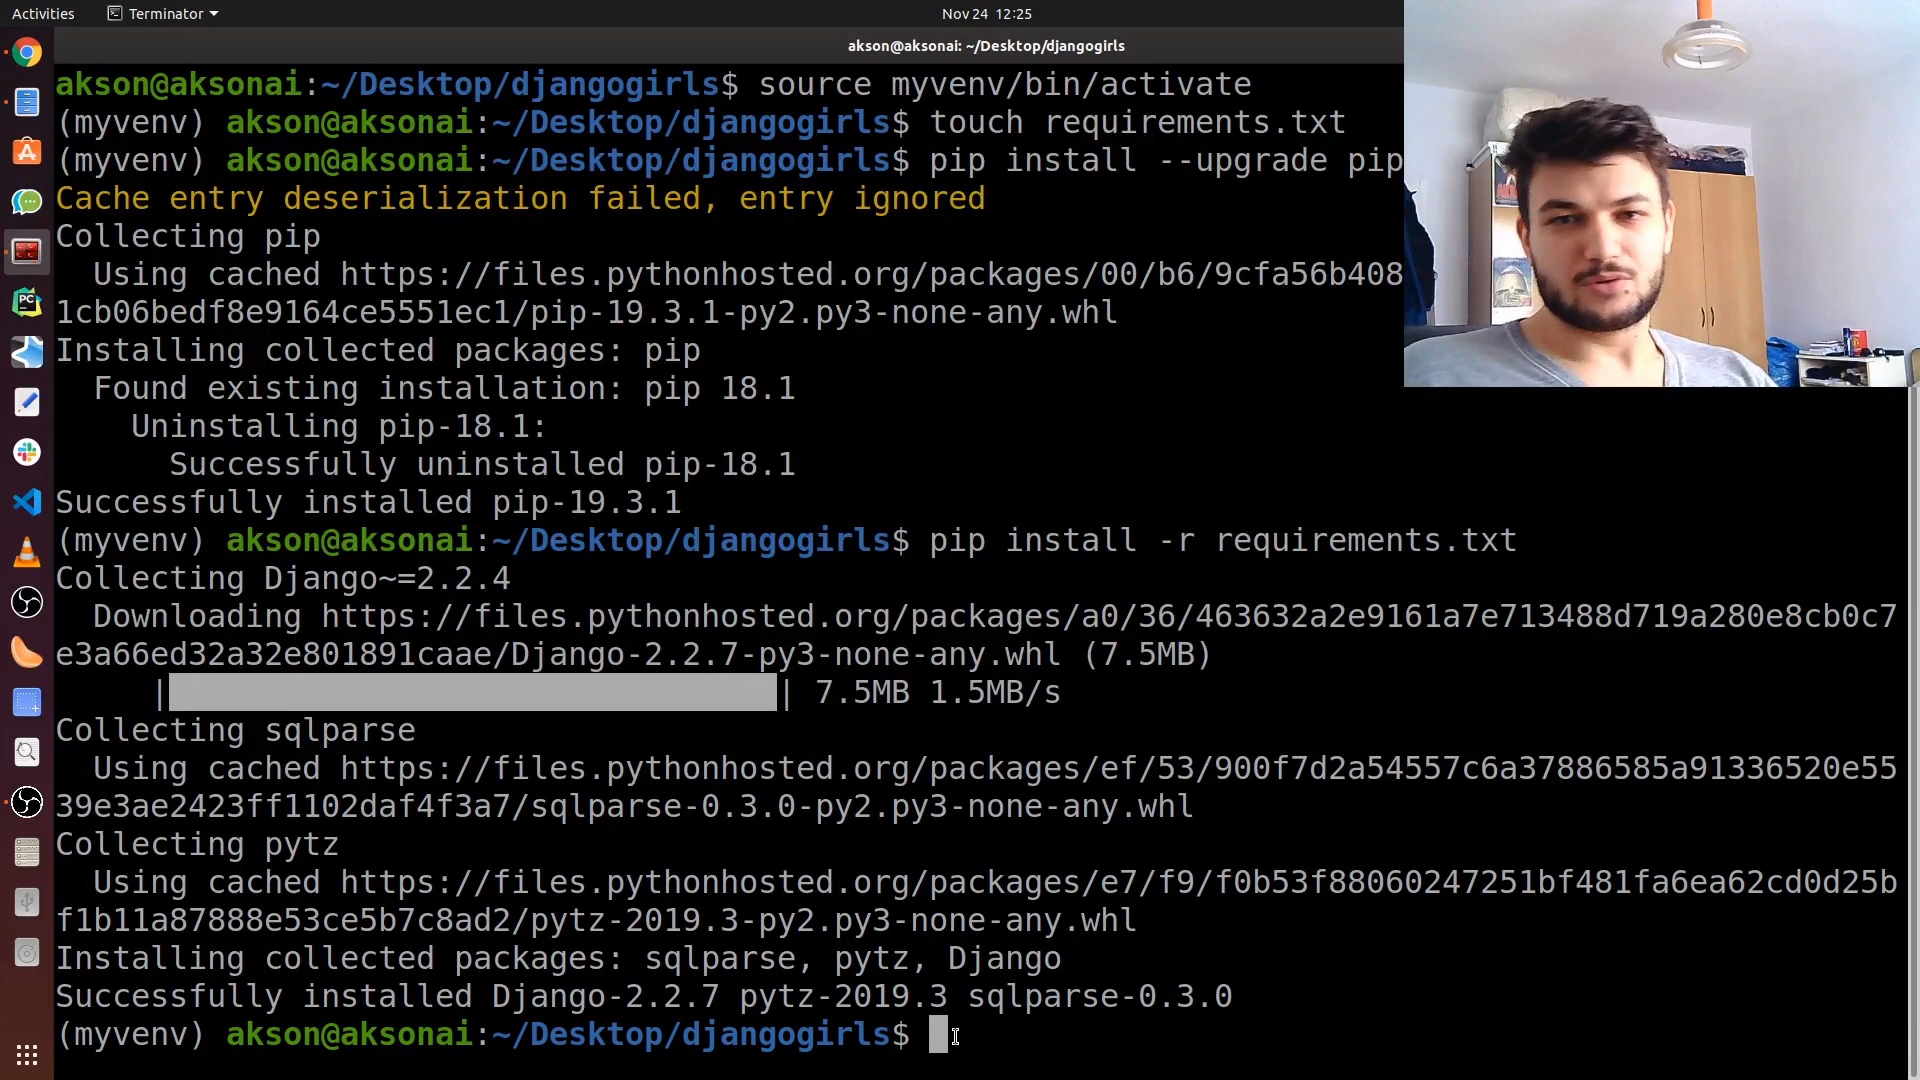 Activities
Terminator
Nov 24 12:25
akson@aksonai: ~/Desktop/djangogirls
akson@aksonai:~/Desktop/djangogirls$ source myvenv/bin/activate
(myvenv) akson@aksonai:~/Desktop/djangogirls$ touch requirements.txt
(myvenv) akson@aksonai:~/Desktop/djangogirls$ pip install --upgrade pip
Cache entry deserialization failed, entry ignored
Collecting pip
Using cached https://files.pythonhosted.org/packages/00/b6/9cfa56b408
1cb06bedf8e9164ce5551ec1/pip-19.3.1-py2.py3-none-any.whl
Installing collected packages: pip
Found existing installation: pip 18.1
Uninstalling pip-18.1:
Successfully uninstalled pip-18.1
Successfully installed pip-19.3.1
(myvenv) akson@aksonai:~/Desktop/djangogirls$ pip install -r requirements.txt
Collecting Django~=2.2.4
Downloading https://files.pythonhosted.org/packages/a0/36/463632a2e9161a7e713488d719a280e8cb0c7
e3a66ed32a32e801891caae/Django-2.2.7-py3-none-any.whl (7.5MB)
| | 7.5MB 1.5MB/s
Collecting sqlparse
Using cached https://files.pythonhosted.org/packages/ef/53/900f7d2a54557c6a37886585a91336520e55
39e3ae2423ff1102daf4f3a7/sqlparse-0.3.0-py2.py3-none-any.whl
Collecting pytz
Using cached https://files.pythonhosted.org/packages/e7/f9/f0b53f88060247251bf481fa6ea62cd0d25b
f1b11a87888e53ce5b7c8ad2/pytz-2019.3-py2.py3-none-any.whl
Installing collected packages: sqlparse, pytz, Django
Successfully installed Django-2.2.7 pytz-2019.3 sqlparse-0.3.0
(myvenv) akson@aksonai:~/Desktop/djangogirls$
PC